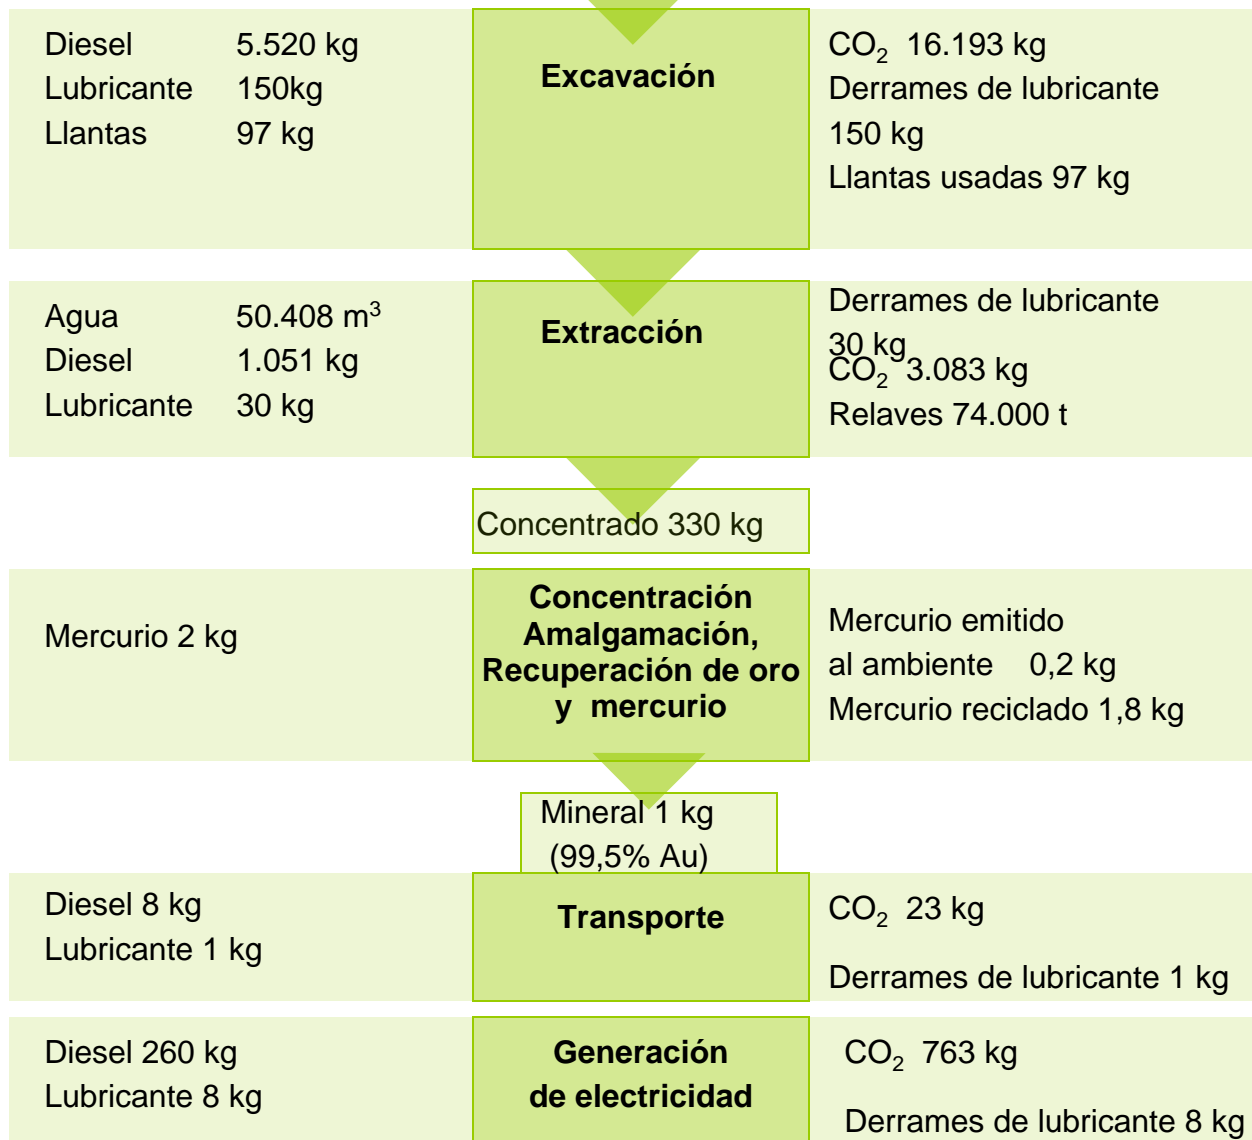 Diesel 5.520 kg
Lubricante 150kg
Llantas 97 kg
Excavación
CO₂ 16.193 kg
Derrames de lubricante
150 kg
Llantas usadas 97 kg
Agua 50.408 m³
Diesel 1.051 kg
Lubricante 30 kg
Extracción
Derrames de lubricante
30 kg
CO₂ 3.083 kg
Relaves 74.000 t
Concentrado 330 kg
Mercurio 2 kg
Concentración
Amalgamación,
Recuperación de oro
y mercurio
Mercurio emitido
al ambiente 0,2 kg
Mercurio reciclado 1,8 kg
Mineral 1 kg
(99,5% Au)
Diesel 8 kg
Lubricante 1 kg
Transporte
CO₂ 23 kg
Derrames de lubricante 1 kg
Diesel 260 kg
Lubricante 8 kg
Generación
de electricidad
CO₂ 763 kg
Derrames de lubricante 8 kg